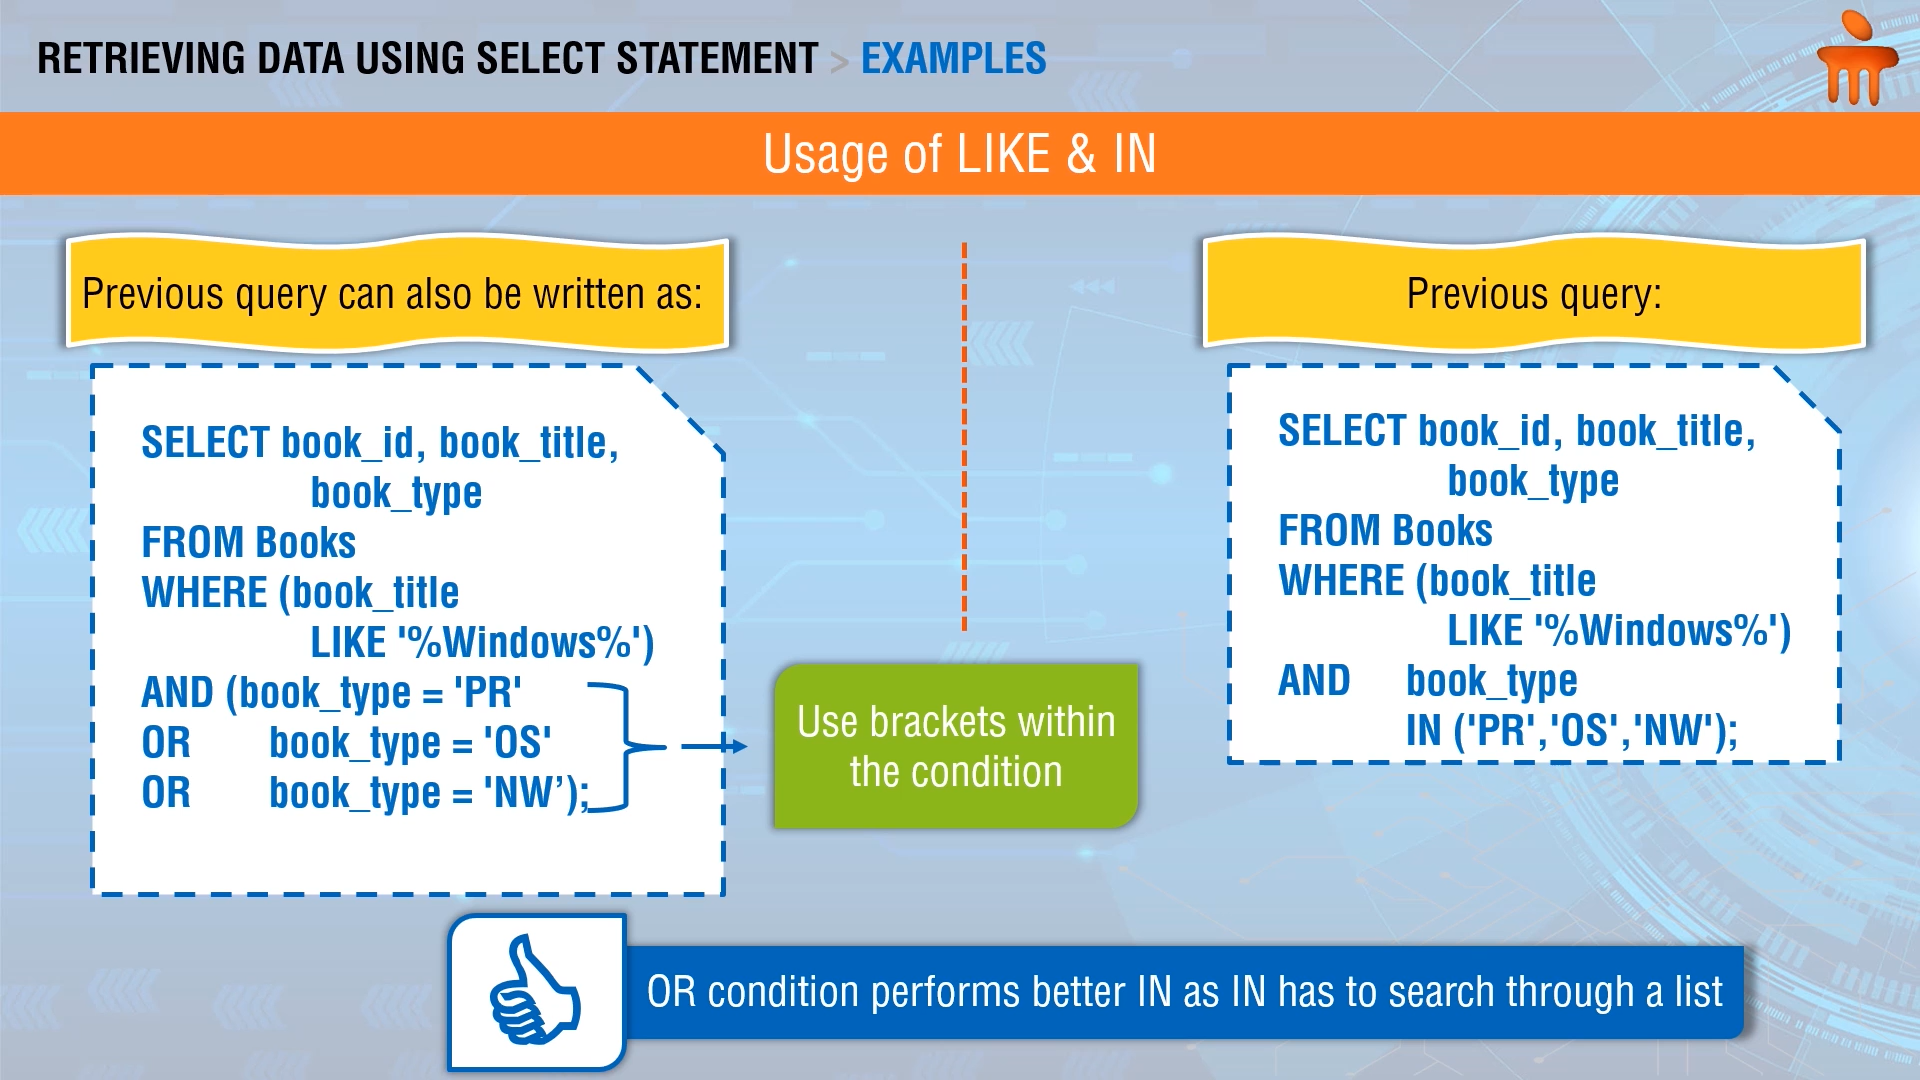 RETRIEVING DATA USING SELECT STATEMENT > EXAMPLES
Usage of LIKE & IN
Previous query can also be written as:
SELECT book_id, book_title,
book_type
FROM Books
WHERE (book_title
LIKE '%Windows%')
AND (book_type = 'PR'
OR book_type = 'OS'
OR book_type = 'NW’);
Use brackets within
the condition
Previous query:
SELECT book_id, book_title,
book_type
FROM Books
WHERE (book_title
LIKE '%Windows%')
AND book_type
IN ('PR','OS','NW');
OR condition performs better IN as IN has to search through a list